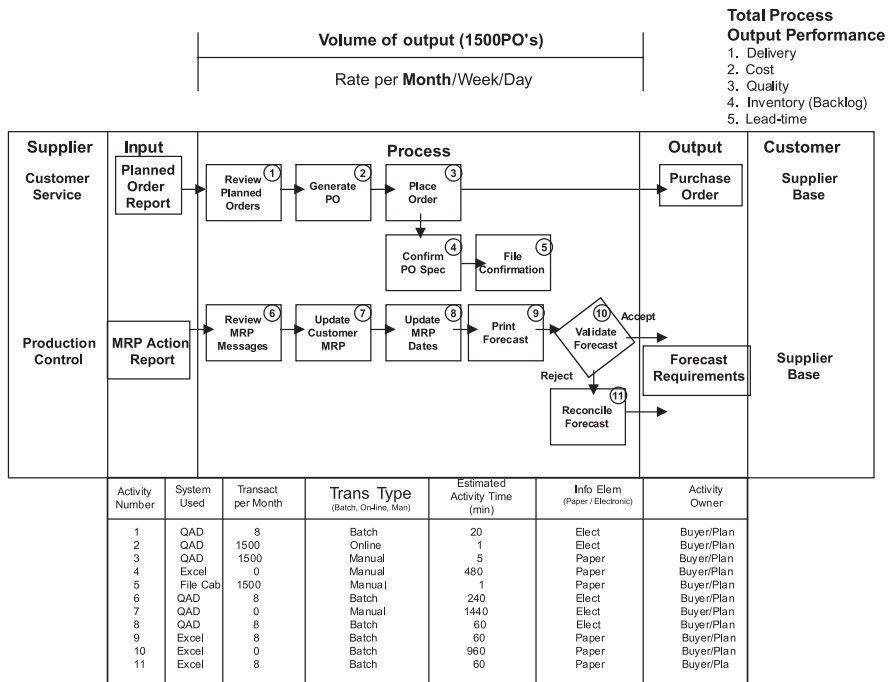 Total Process
Output Performance
1. Delivery
2. Cost
3. Quality
4. Inventory (Backlog)
5. Lead-time
Volume of output (1500PO's)
Rate per Month/Week/Day
Supplier
Input
Process
Output
Customer
Customer
Service
Planned
Order
Report
1
Review
Planned
Orders
2
Generate
PO
3
Place
Order
Purchase
Order
Supplier
Base
4
Confirm
PO Spec
5
File
Confirmation
Production
Control
MRP Action
Report
6
Review
MRP
Messages
7
Update
Customer
MRP
8
Update
MRP
Dates
9
Print
Forecast
10
Validate
Forecast
Accept
Reject
11
Reconcile
Forecast
Forecast
Requirements
Supplier
Base
Activity
Number
System
Used
Transact
per Month
Trans Type
(Batch, On-line, Man)
Estimated
Activity Time
(min)
Info Elem
(Paper / Electronic)
Activity
Owner
1 QAD 8 Batch 20 Elect Buyer/Plan
2 QAD 1500 Online 1 Elect Buyer/Plan
3 QAD 1500 Manual 5 Paper Buyer/Plan
4 Excel 0 Manual 480 Paper Buyer/Plan
5 File Cab 1500 Manual 1 Paper Buyer/Plan
6 QAD 8 Batch 240 Elect Buyer/Plan
7 QAD 0 Manual 1440 Elect Buyer/Plan
8 QAD 8 Batch 60 Elect Buyer/Plan
9 Excel 8 Batch 60 Paper Buyer/Plan
10 Excel 0 Batch 960 Paper Buyer/Plan
11 Excel 8 Batch 60 Paper Buyer/Pla